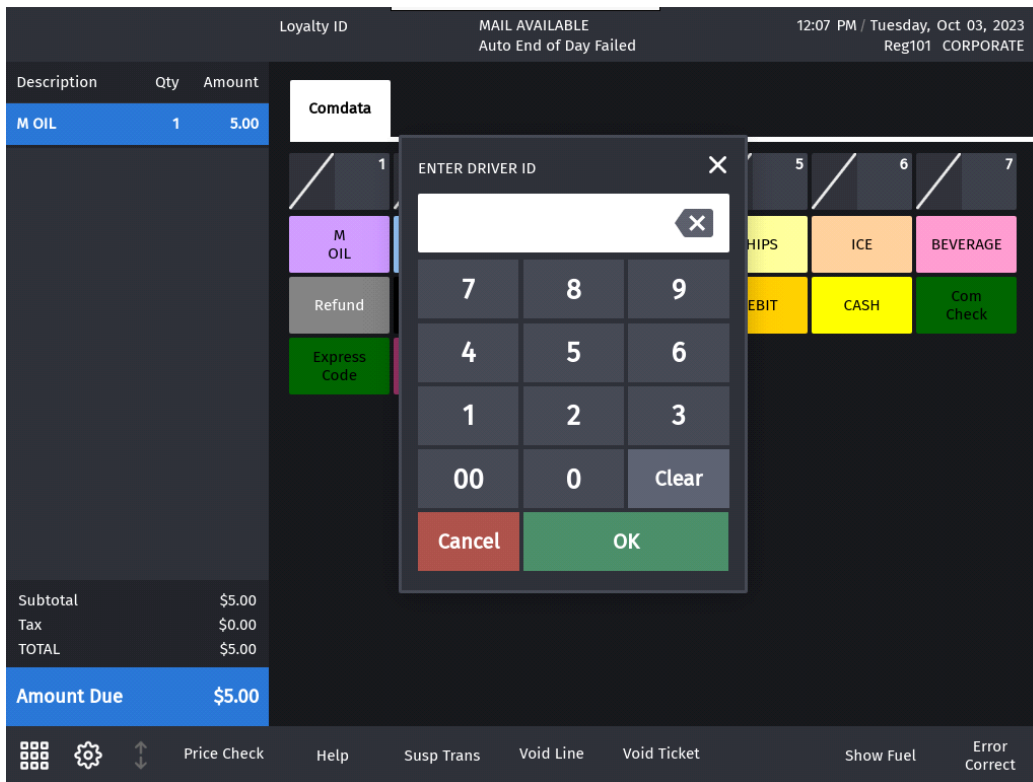 Loyalty ID
MAIL AVAILABLE
Auto End of Day Failed
12:07 PM / Tuesday, Oct 03, 2023
Reg101 CORPORATE
Description Qty Amount
M OIL 1 5.00
Comdata
1
5
6
7
M
OIL
HIPS
ICE
BEVERAGE
Refund
EBIT
CASH
Com
Check
Express
Code
ENTER DRIVER ID
7 8 9
4 5 6
1 2 3
00 0 Clear
Cancel OK
Subtotal $5.00
Tax $0.00
TOTAL $5.00
Amount Due $5.00
Price Check
Help
Susp Trans
Void Line
Void Ticket
Show Fuel
Error
Correct